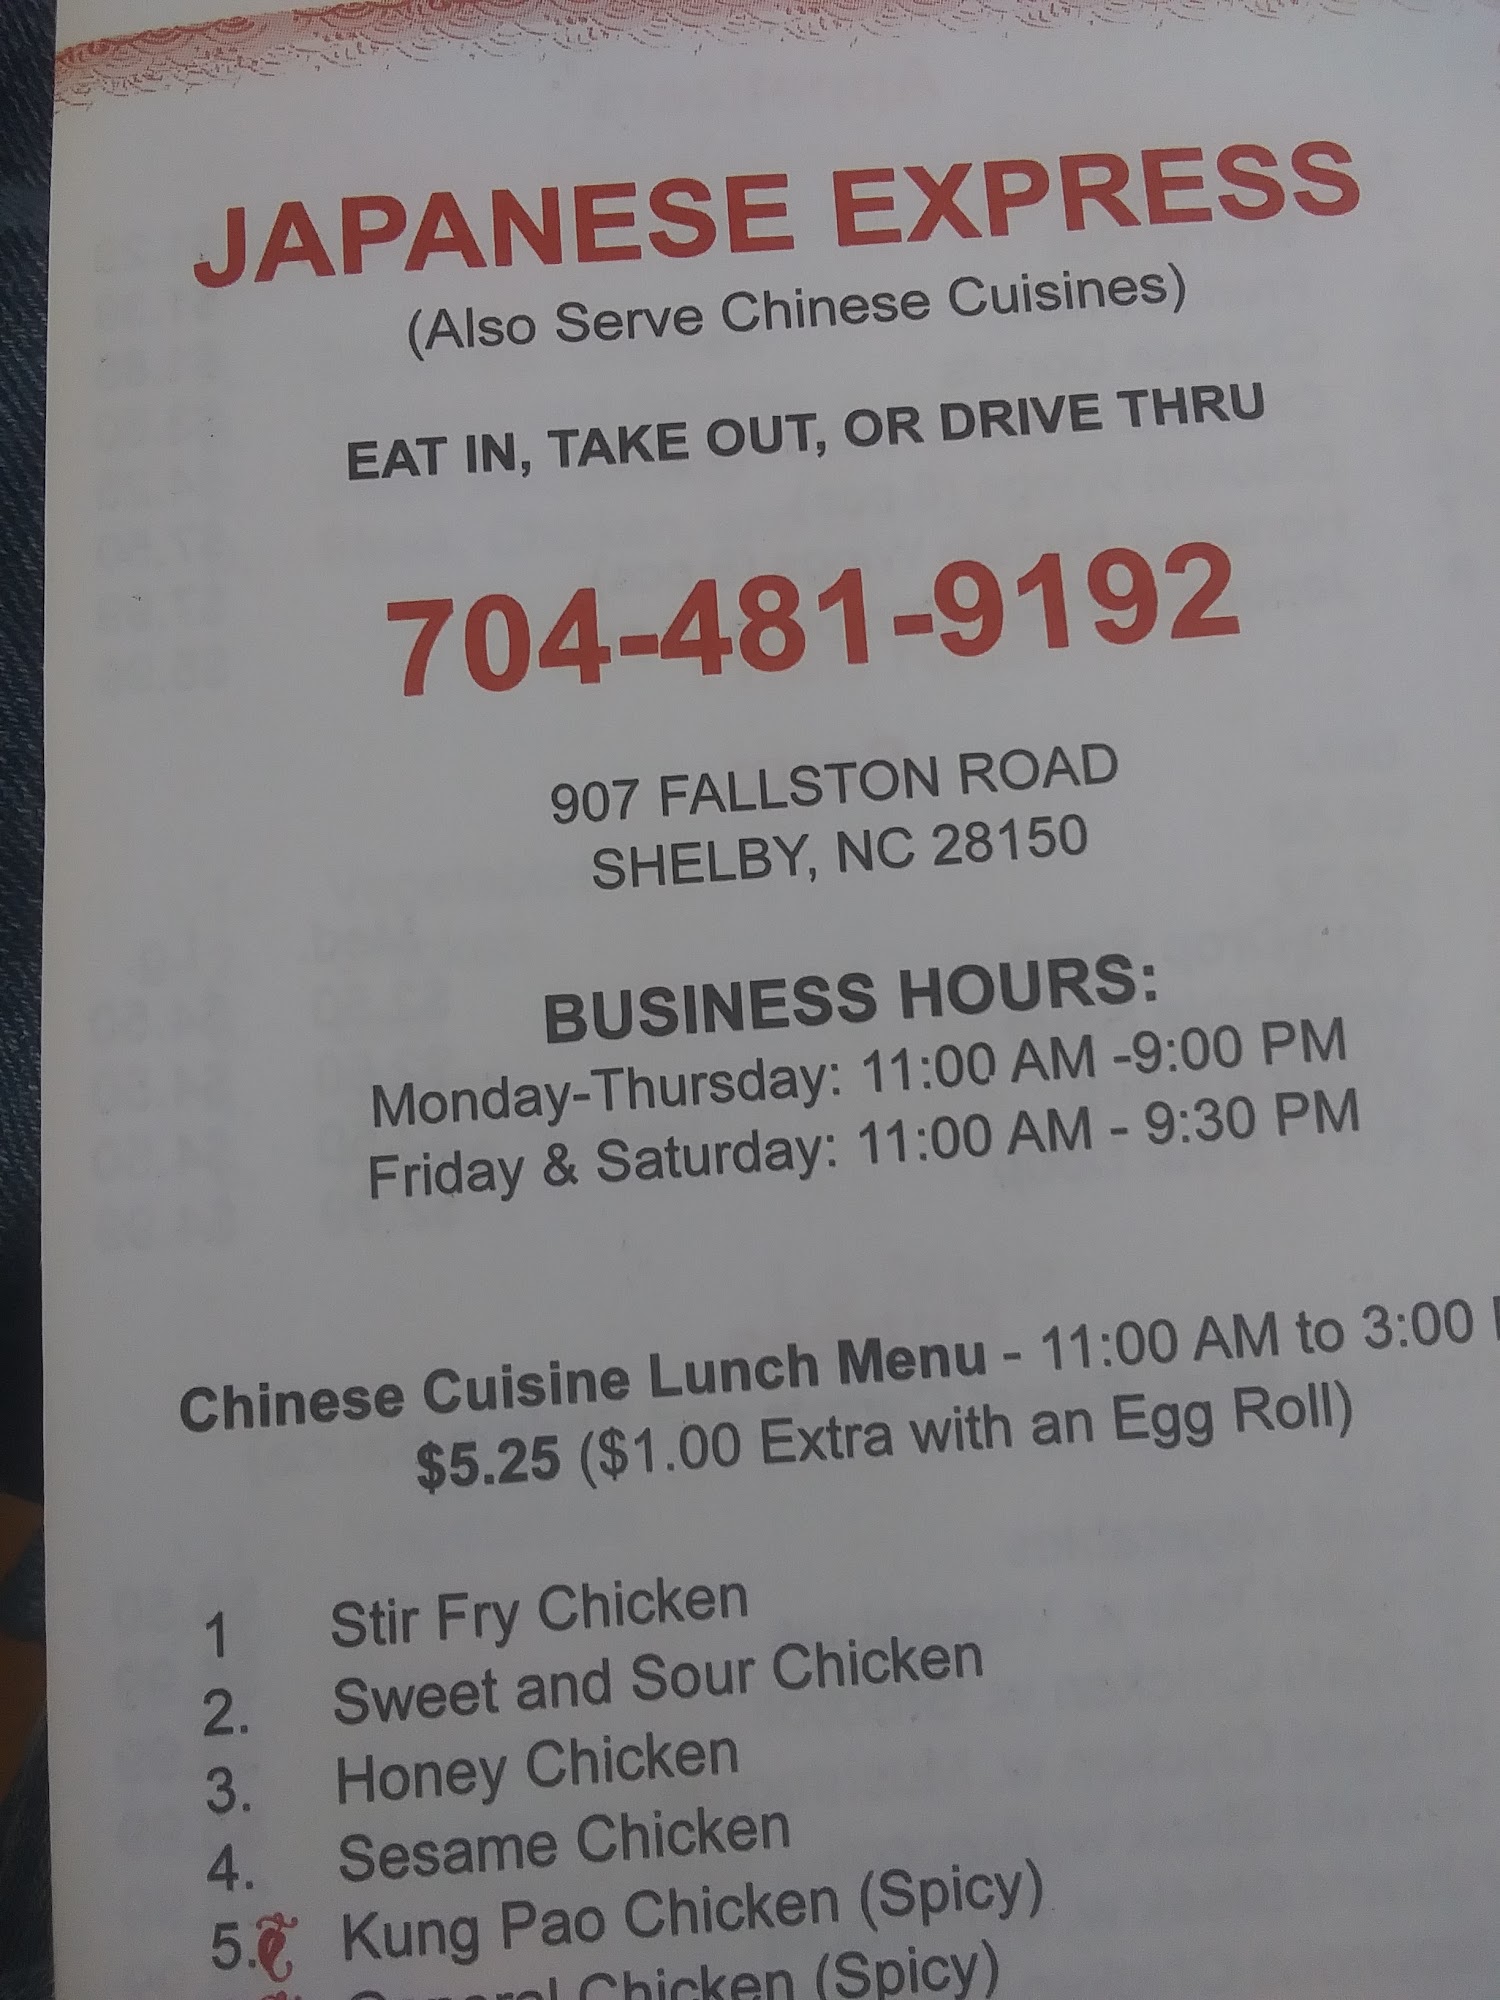 JAPANESE EXPRESS
(Also Serve Chinese Cuisines)
EAT IN, TAKE OUT, OR DRIVE THRU
704-481-9192
907 FALLSTON ROAD
SHELBY, NC 28150
BUSINESS HOURS:
Monday-Thursday: 11:00 AM -9:00 PM
Friday & Saturday: 11:00 AM - 9:30 PM
Chinese Cuisine Lunch Menu - 11:00 AM to 3:00
$5.25 ($1.00 Extra with an Egg Roll)
1 Stir Fry Chicken
2. Sweet and Sour Chicken
3. Honey Chicken
4. Sesame Chicken
5. Kung Pao Chicken (Spicy)
General Chicken (Spicy)